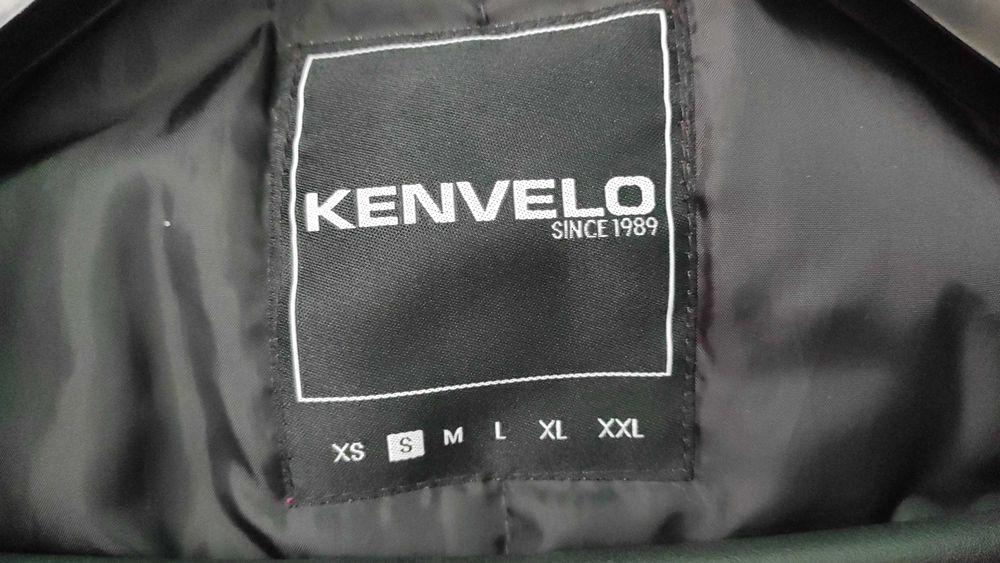 KENVELO
SINCE 1989
XS S M L XL XXL